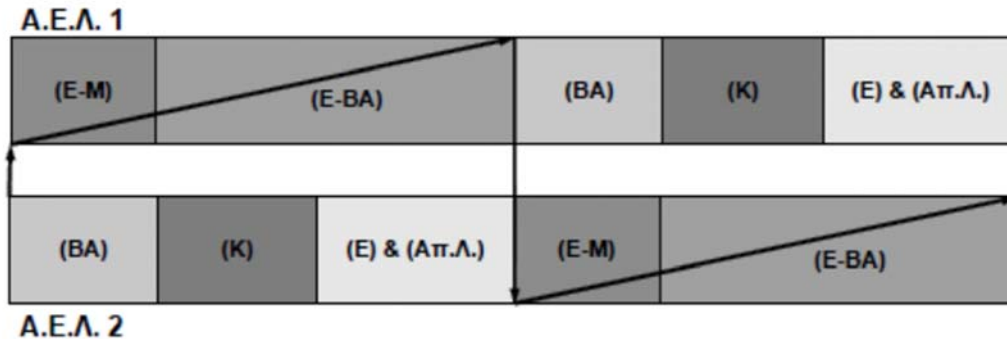 Α.Ε.Λ. 1
(Ε-Μ) (Ε-ΒΑ) (ΒΑ) (Κ) (Ε) & (Απ.Λ.)
(ΒΑ) (Κ) (Ε) & (Απ.Λ.) (Ε-Μ) (Ε-ΒΑ)
Α.Ε.Λ. 2